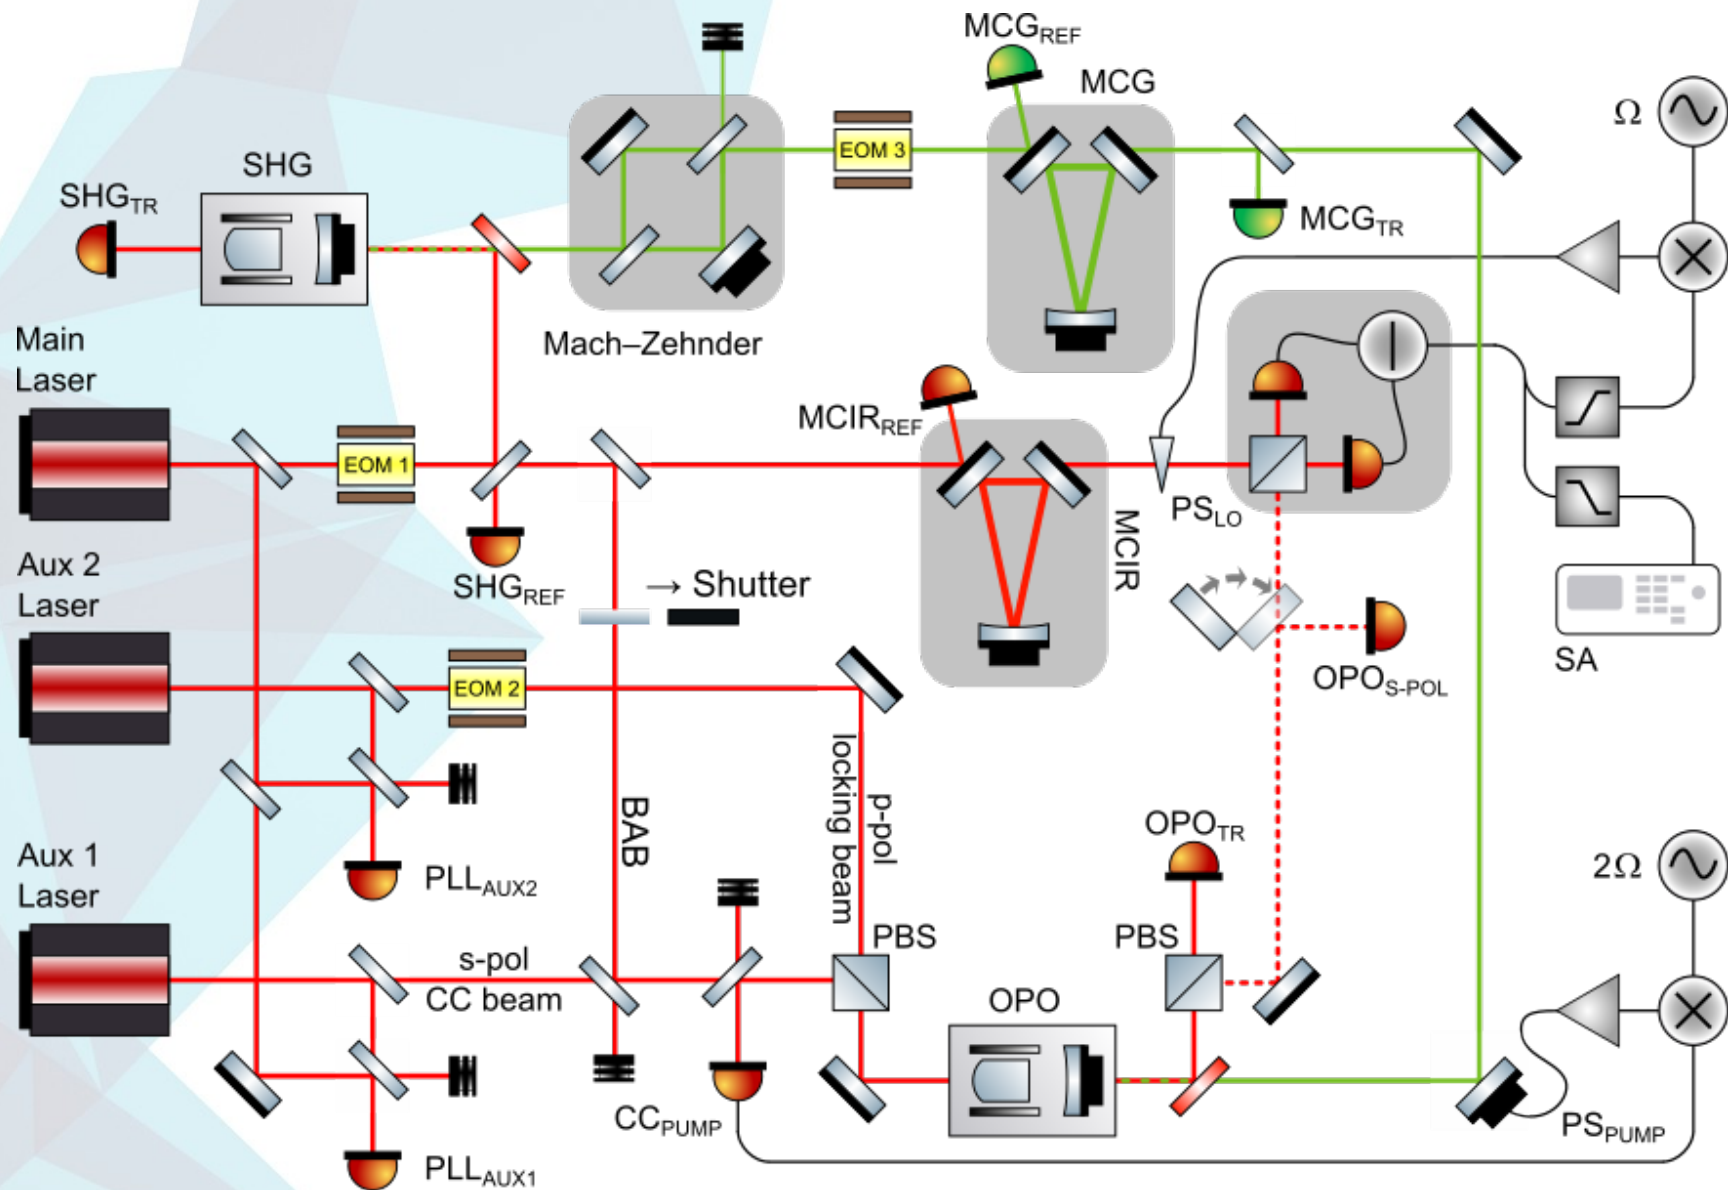 MCG_REF
MCG
Ω
EOM 3
SHG
SHG_TR
MCG_TR
Mach–Zehnder
Main
Laser
MCIR_REF
EOM 1
PS_LO
MCIR
Aux 2
Laser
SHG_REF
→ Shutter
SA
OPO_S-POL
EOM 2
p-pol
locking beam
BAB
OPO_TR
Aux 1
Laser
PLL_AUX2
2Ω
PBS
PBS
s-pol
CC beam
OPO
CC_PUMP
PS_PUMP
PLL_AUX1